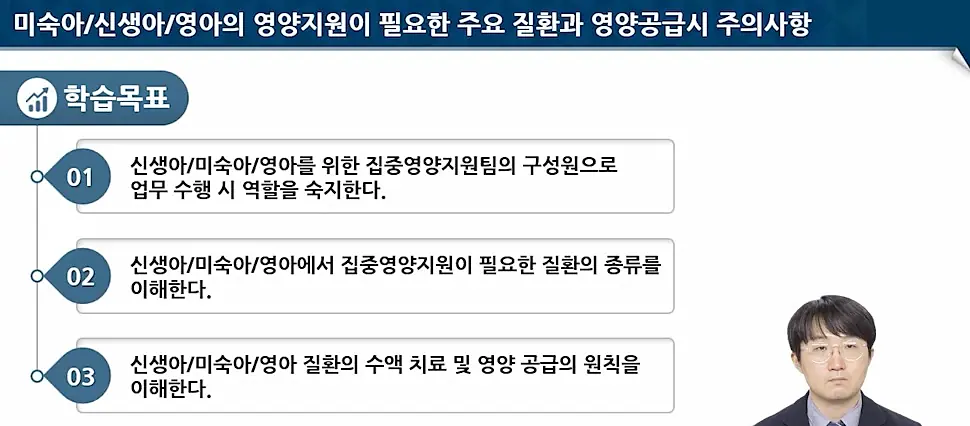 미숙아/신생아/영아의 영양지원이 필요한 주요 질환과 영양공급시 주의사항
학습목표
01
신생아/미숙아/영아를 위한 집중영양지원팀의 구성원으로
업무 수행 시 역할을 숙지한다.
02
신생아/미숙아/영아에서 집중영양지원이 필요한 질환의 종류를
이해한다.
03
신생아/미숙아/영아 질환의 수액 치료 및 영양 공급의 원칙을
이해한다.